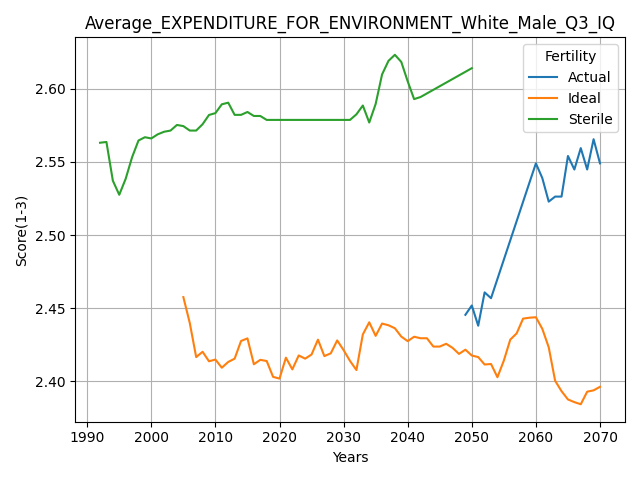 Average_EXPENDITURE_FOR_ENVIRONMENT_White_Male_Q3_IQ
Fertility
Actual
Ideal
Sterile
Score(1-3)
2.60
2.55
2.50
2.45
2.40
1990 2000 2010 2020 2030 2040 2050 2060 2070
Years